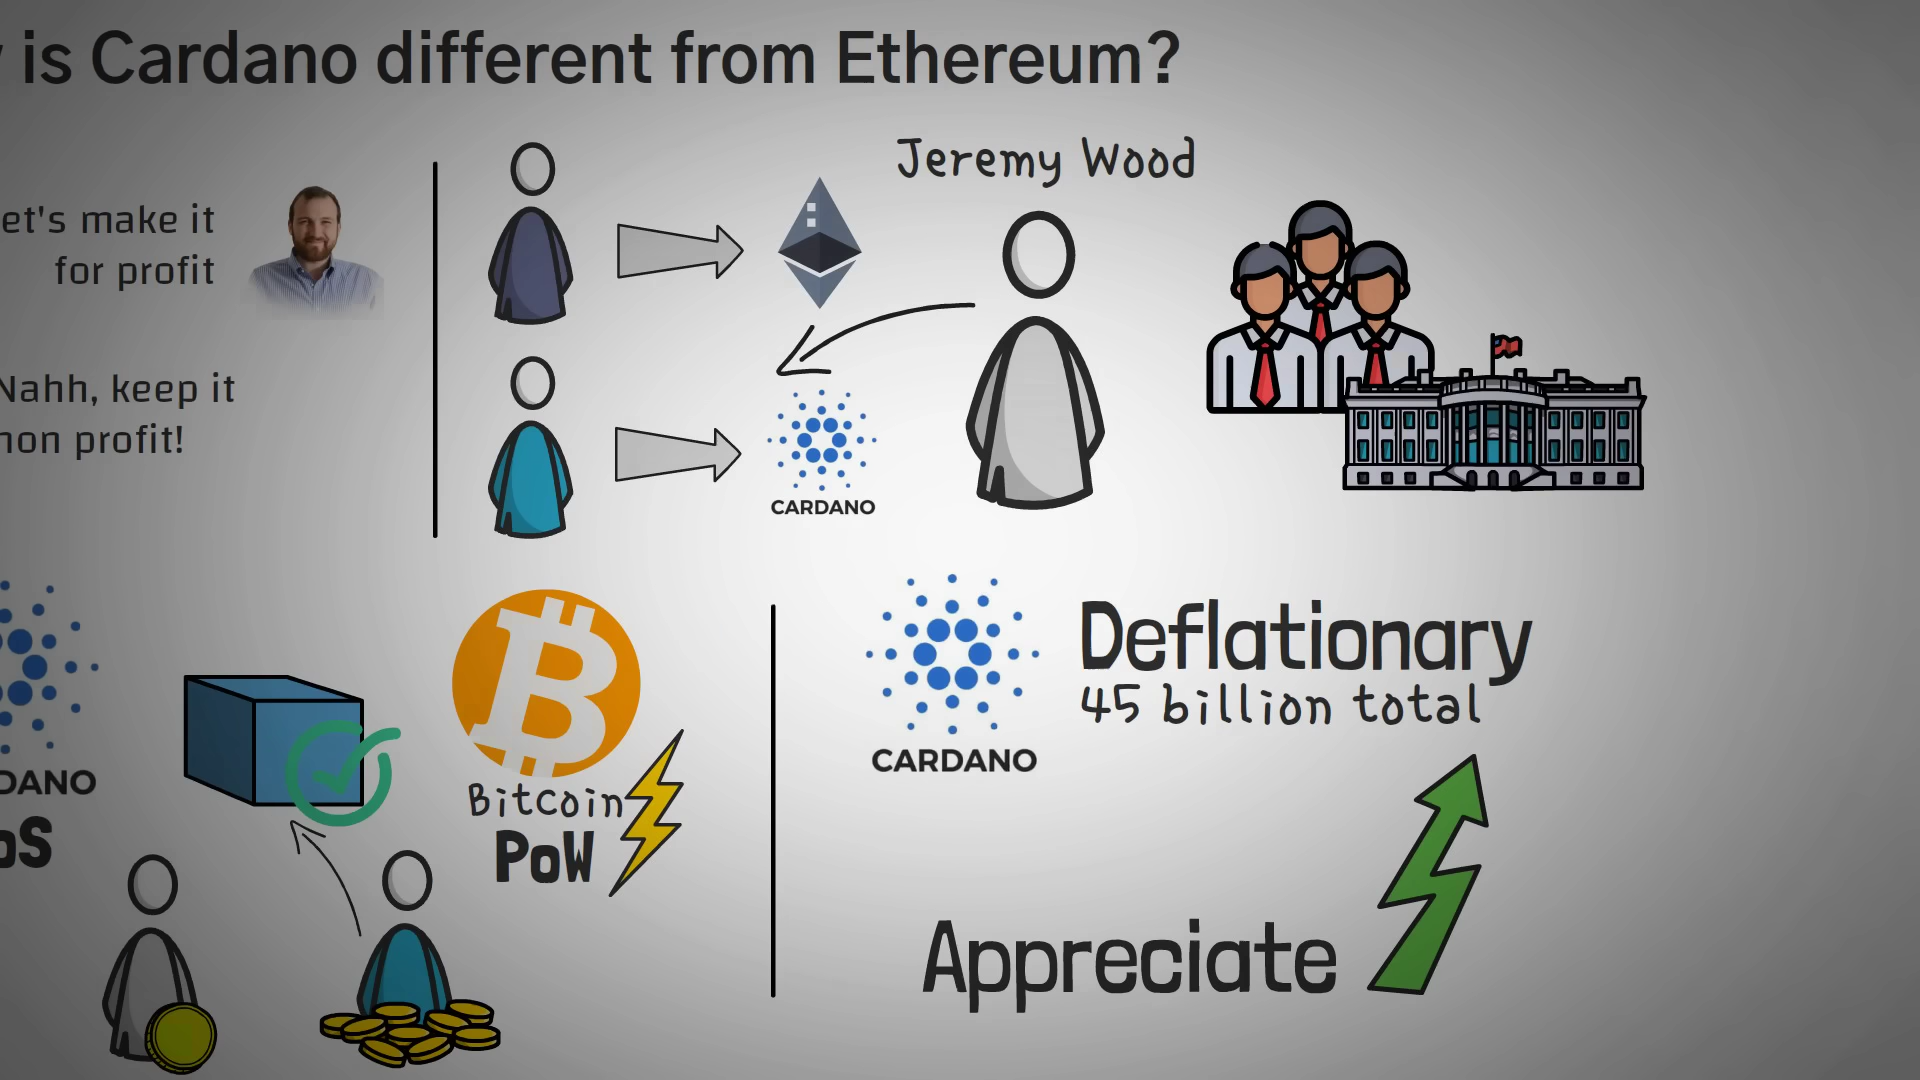 is Cardano different from Ethereum?
Jeremy Wood
et's make it
for profit
Nahh, keep it
non profit!
CARDANO
Deflationary
45 billion total
CARDANO
DANO
oS
Bitcoin
PoW
Appreciate